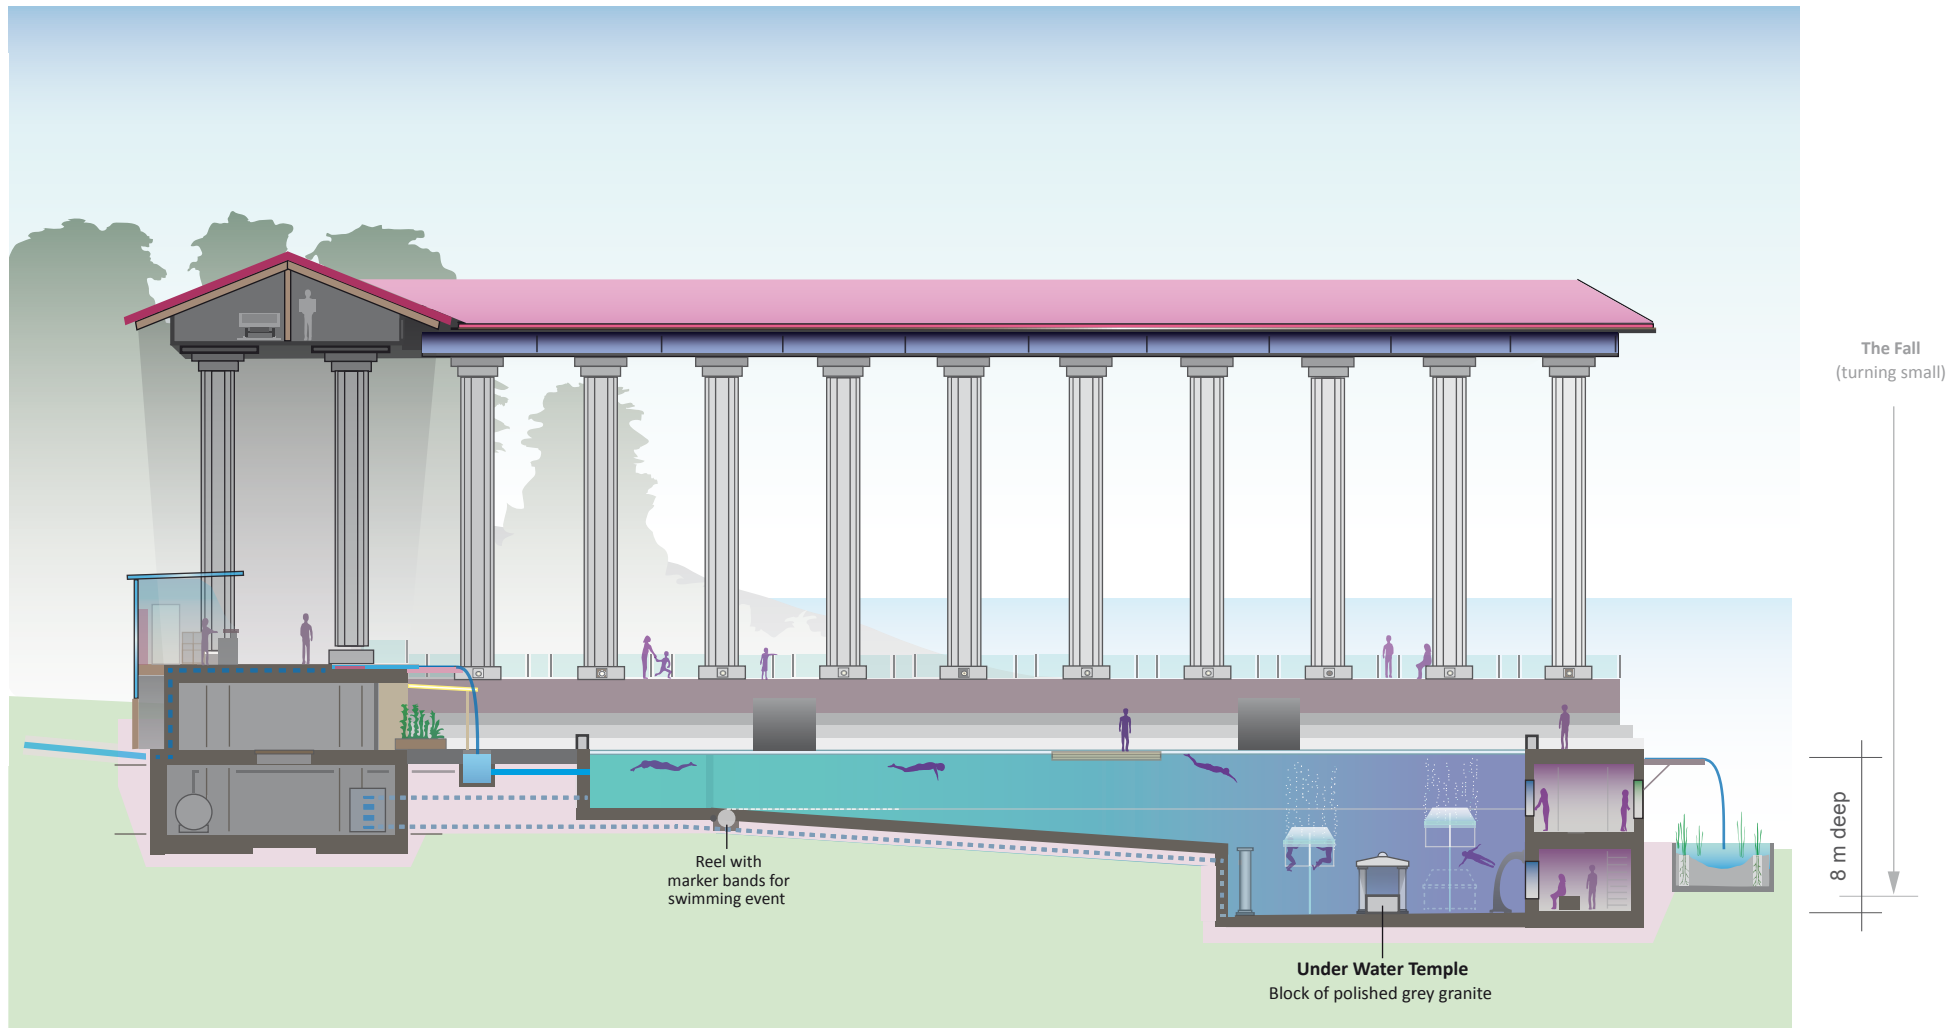 The Fall
(turning small)
8 m deep
Reel with
marker bands for
swimming event
Under Water Temple
Block of polished grey granite